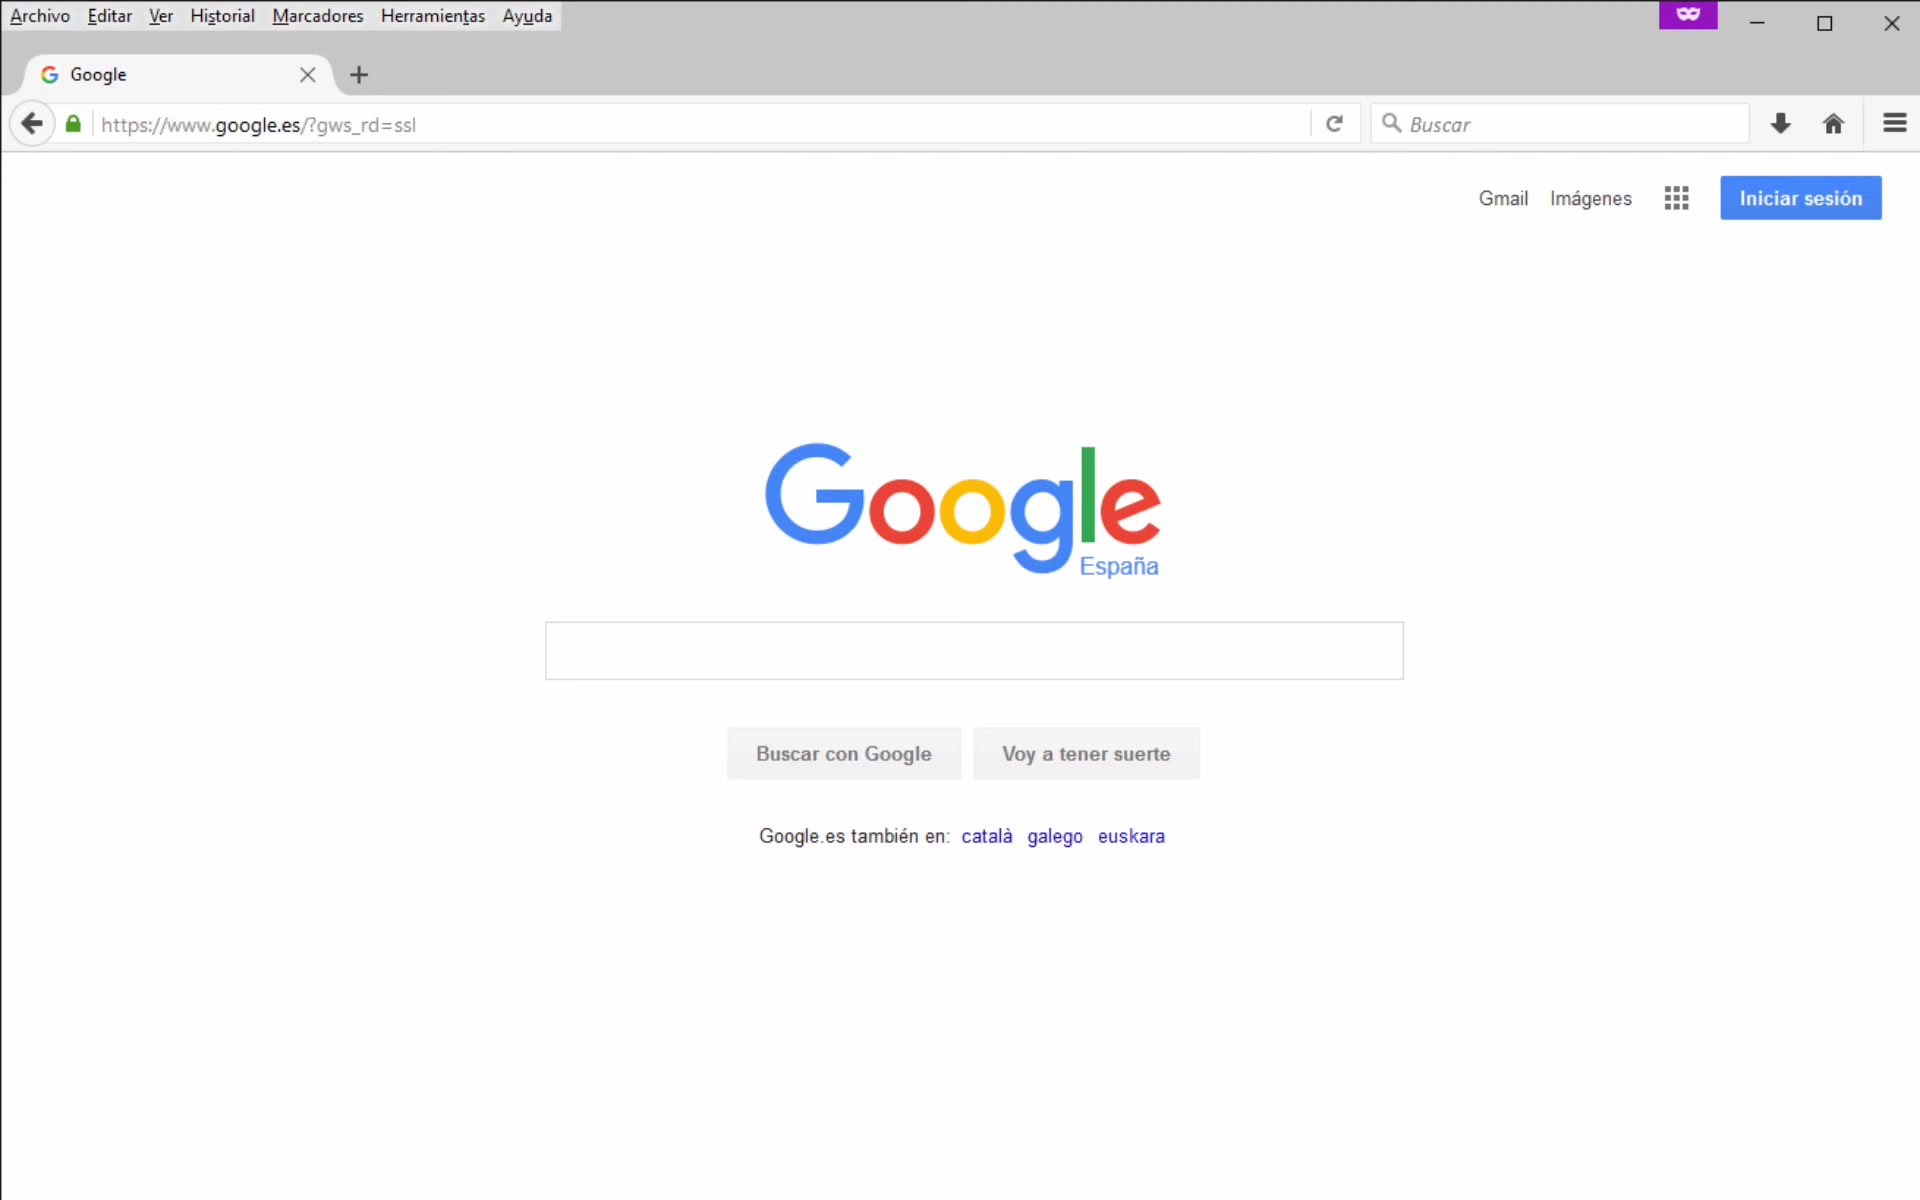 Archivo Editar Ver Historial Marcadores Herramientas Ayuda
Google
https://www.google.es/?gws_rd=ssl
Buscar
Gmail Imágenes Iniciar sesión
Google
España
Buscar con Google Voy a tener suerte
Google.es también en: català galego euskara